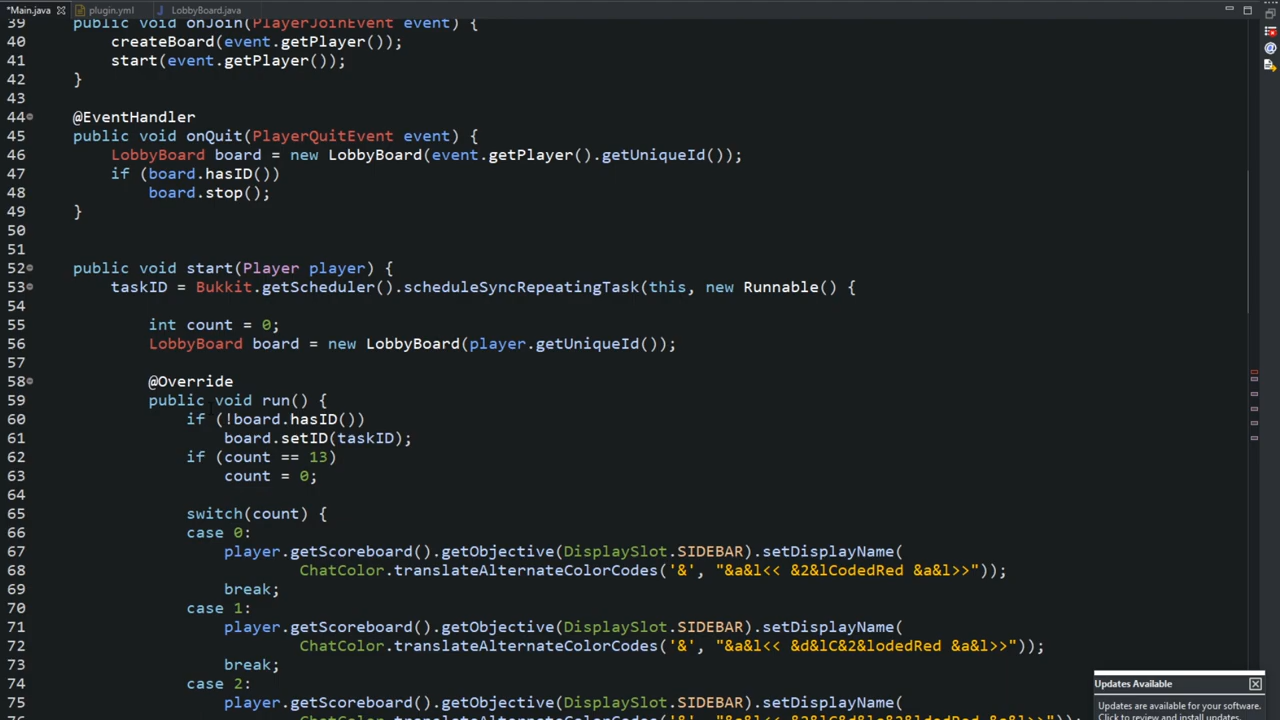 *Main.java plugin.yml LobbyBoard.java
39 public void onJoin(PlayerJoinEvent event) {
40 createBoard(event.getPlayer());
41 start(event.getPlayer());
42 }
43
44 @EventHandler
45 public void onQuit(PlayerQuitEvent event) {
46 LobbyBoard board = new LobbyBoard(event.getPlayer().getUniqueId());
47 if (board.hasID())
48 board.stop();
49 }
50
51
52 public void start(Player player) {
53 taskID = Bukkit.getScheduler().scheduleSyncRepeatingTask(this, new Runnable() {
54
55 int count = 0;
56 LobbyBoard board = new LobbyBoard(player.getUniqueId());
57
58 @Override
59 public void run() {
60 if (!board.hasID())
61 board.setID(taskID);
62 if (count == 13)
63 count = 0;
64
65 switch(count) {
66 case 0:
67 player.getScoreboard().getObjective(DisplaySlot.SIDEBAR).setDisplayName(
68 ChatColor.translateAlternateColorCodes('&', "&a&l<< &2&lCodedRed &a&l>>"));
69 break;
70 case 1:
71 player.getScoreboard().getObjective(DisplaySlot.SIDEBAR).setDisplayName(
72 ChatColor.translateAlternateColorCodes('&', "&a&l<< &d&lC&2&lodedRed &a&l>>"));
73 break;
74 case 2:
75 player.getScoreboard().getObjective(DisplaySlot.SIDEBAR).setDisplayName(
Updates Available
Updates are available for your software.
Click to review and install updates.